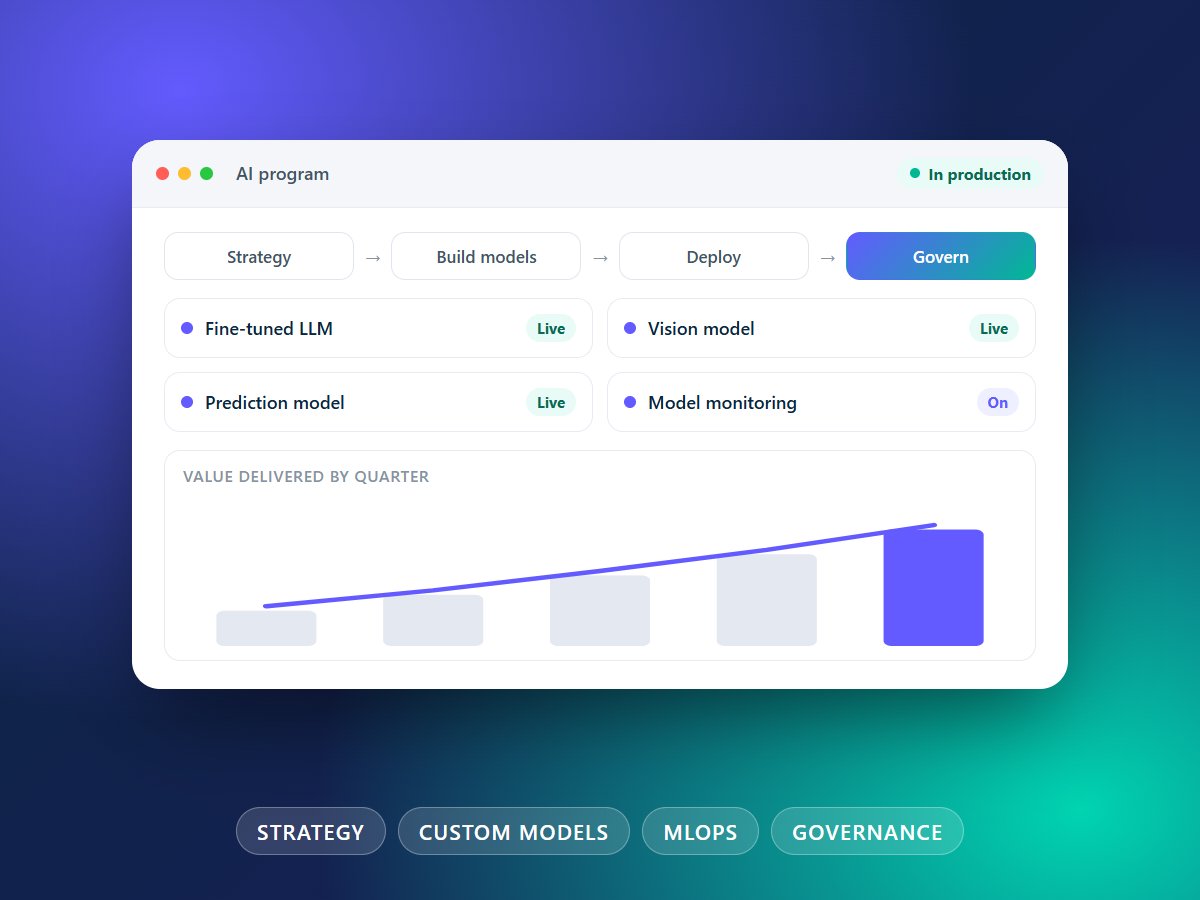 AI program
In production
Strategy → Build models → Deploy → Govern
Fine-tuned LLM Live
Vision model Live
Prediction model Live
Model monitoring On
VALUE DELIVERED BY QUARTER
STRATEGY
CUSTOM MODELS
MLOPS
GOVERNANCE